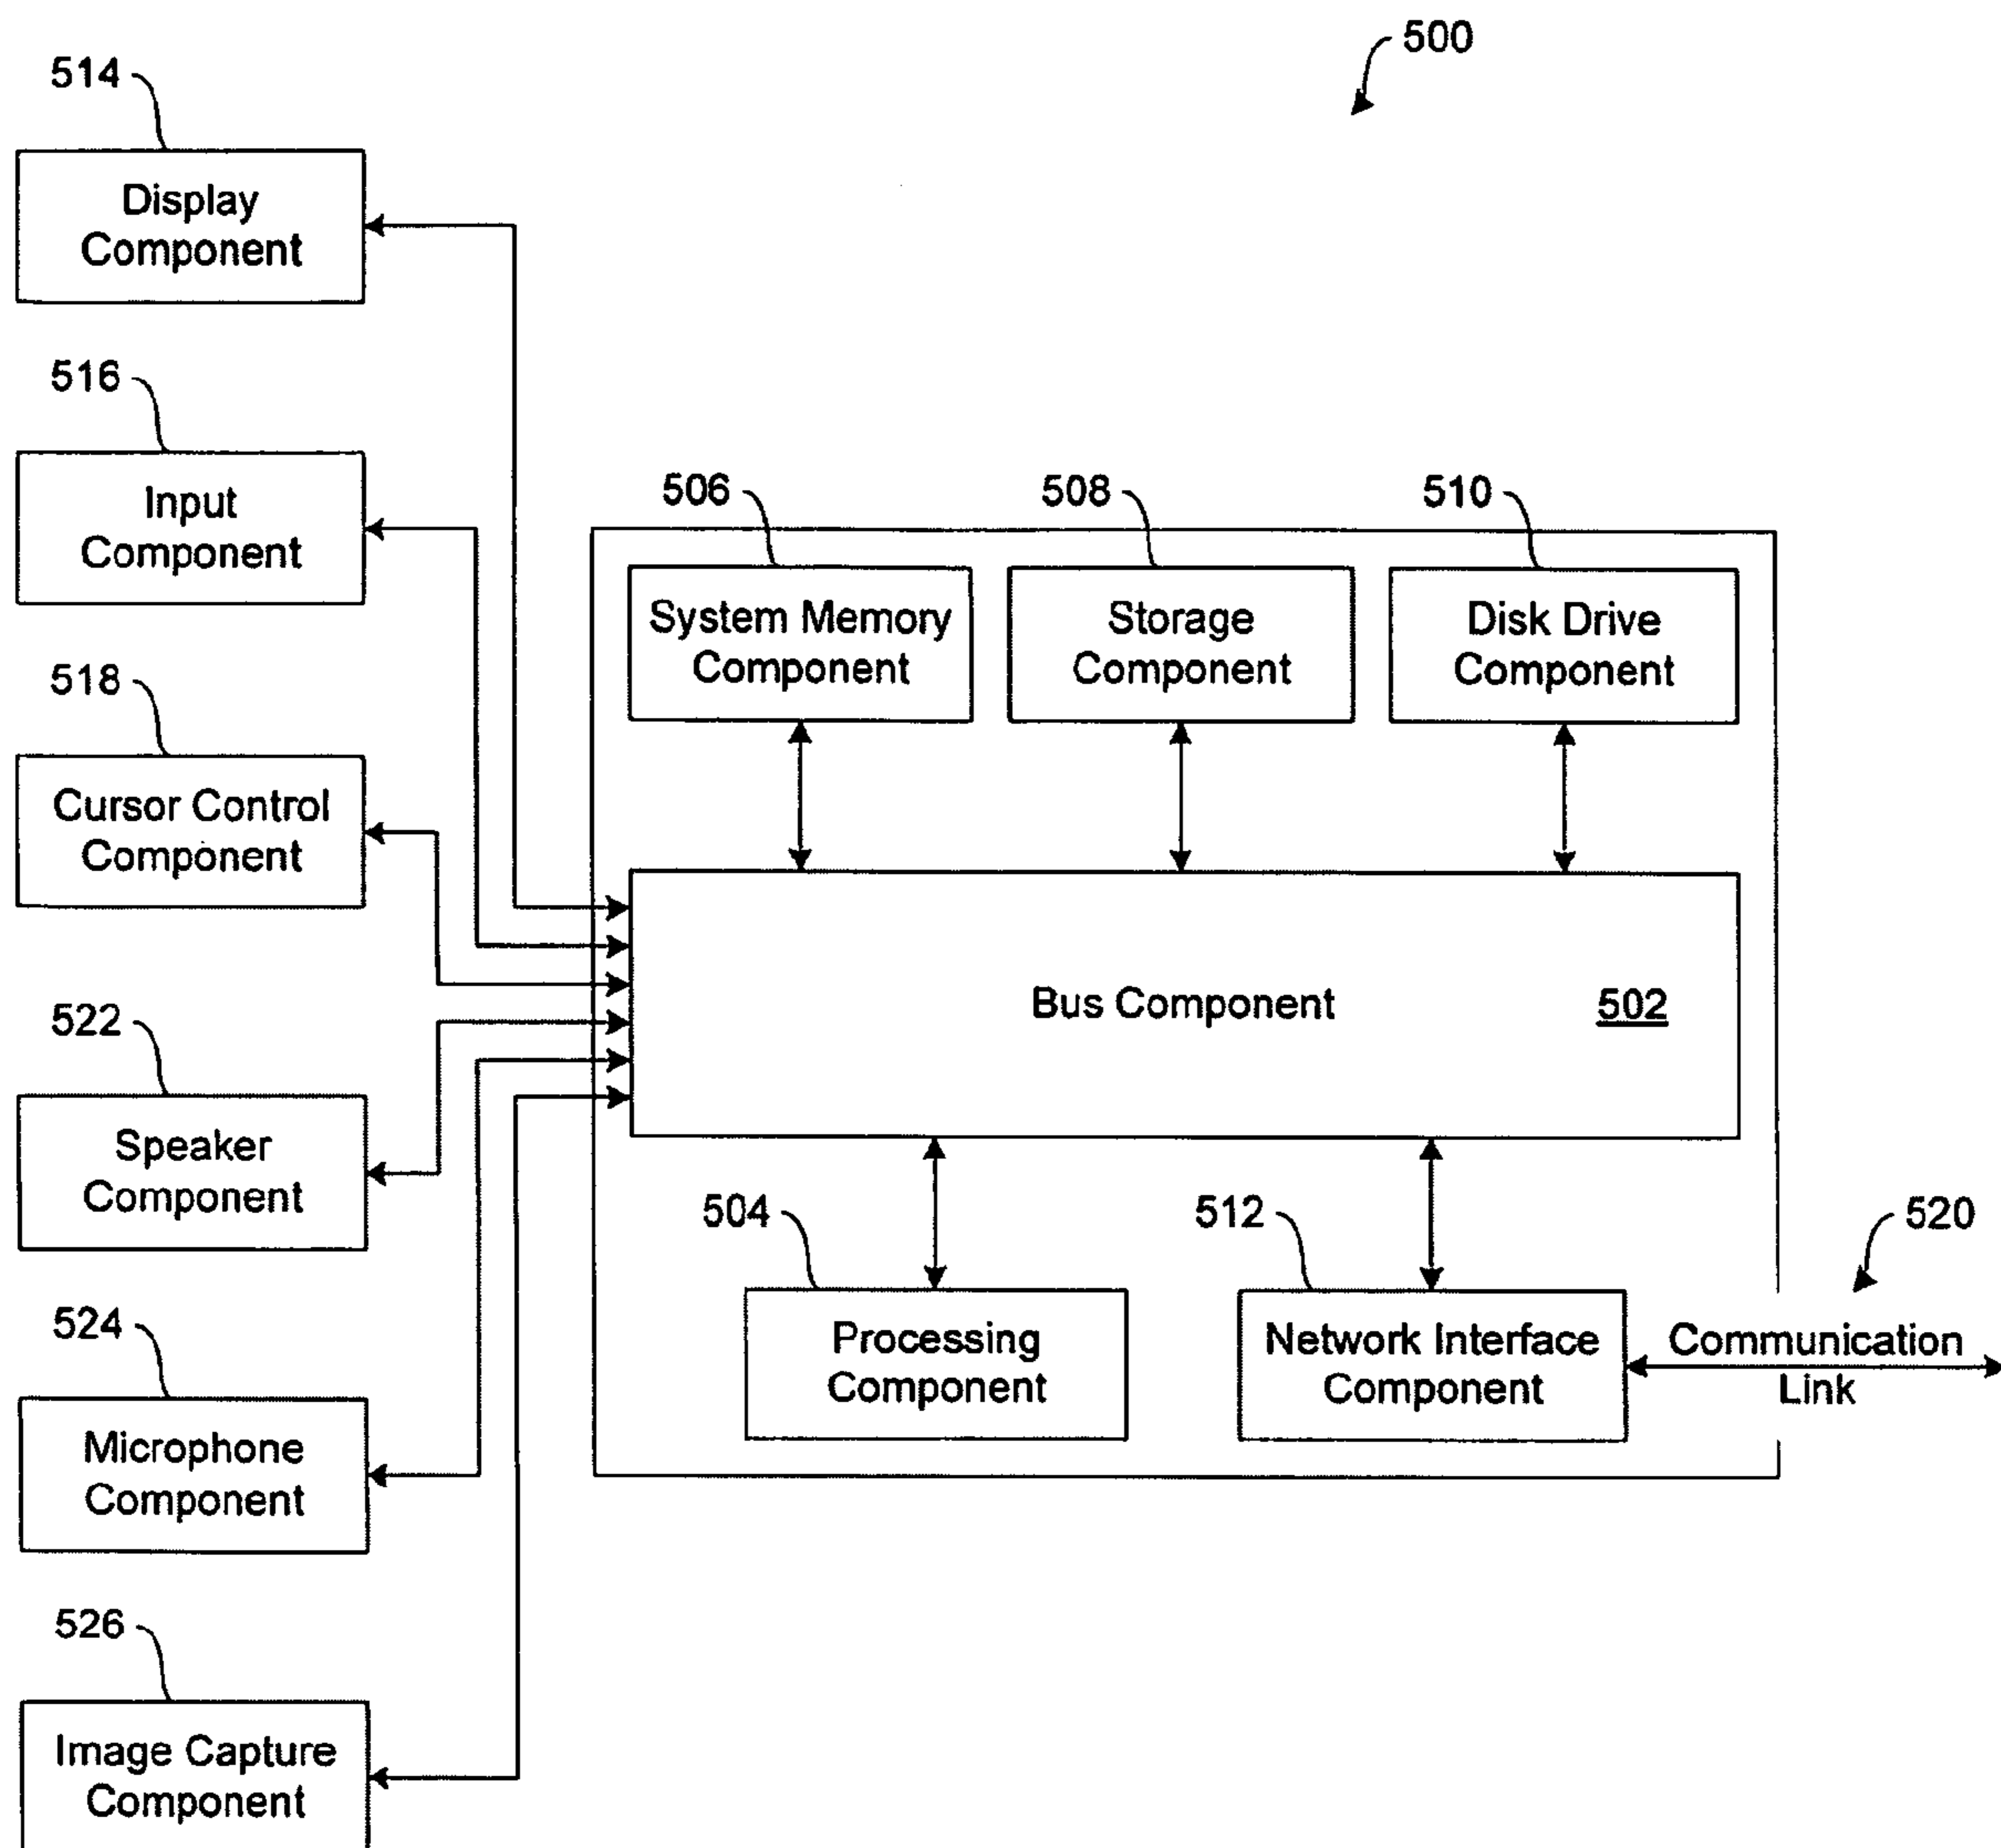 500
514
Display
Component
516
Input
Component
506
508
510
System Memory
Component
Storage
Component
Disk Drive
Component
518
Cursor Control
Component
Bus Component
502
522
Speaker
Component
504
512
520
Processing
Component
Network Interface
Component
Communication
Link
524
Microphone
Component
526
Image Capture
Component